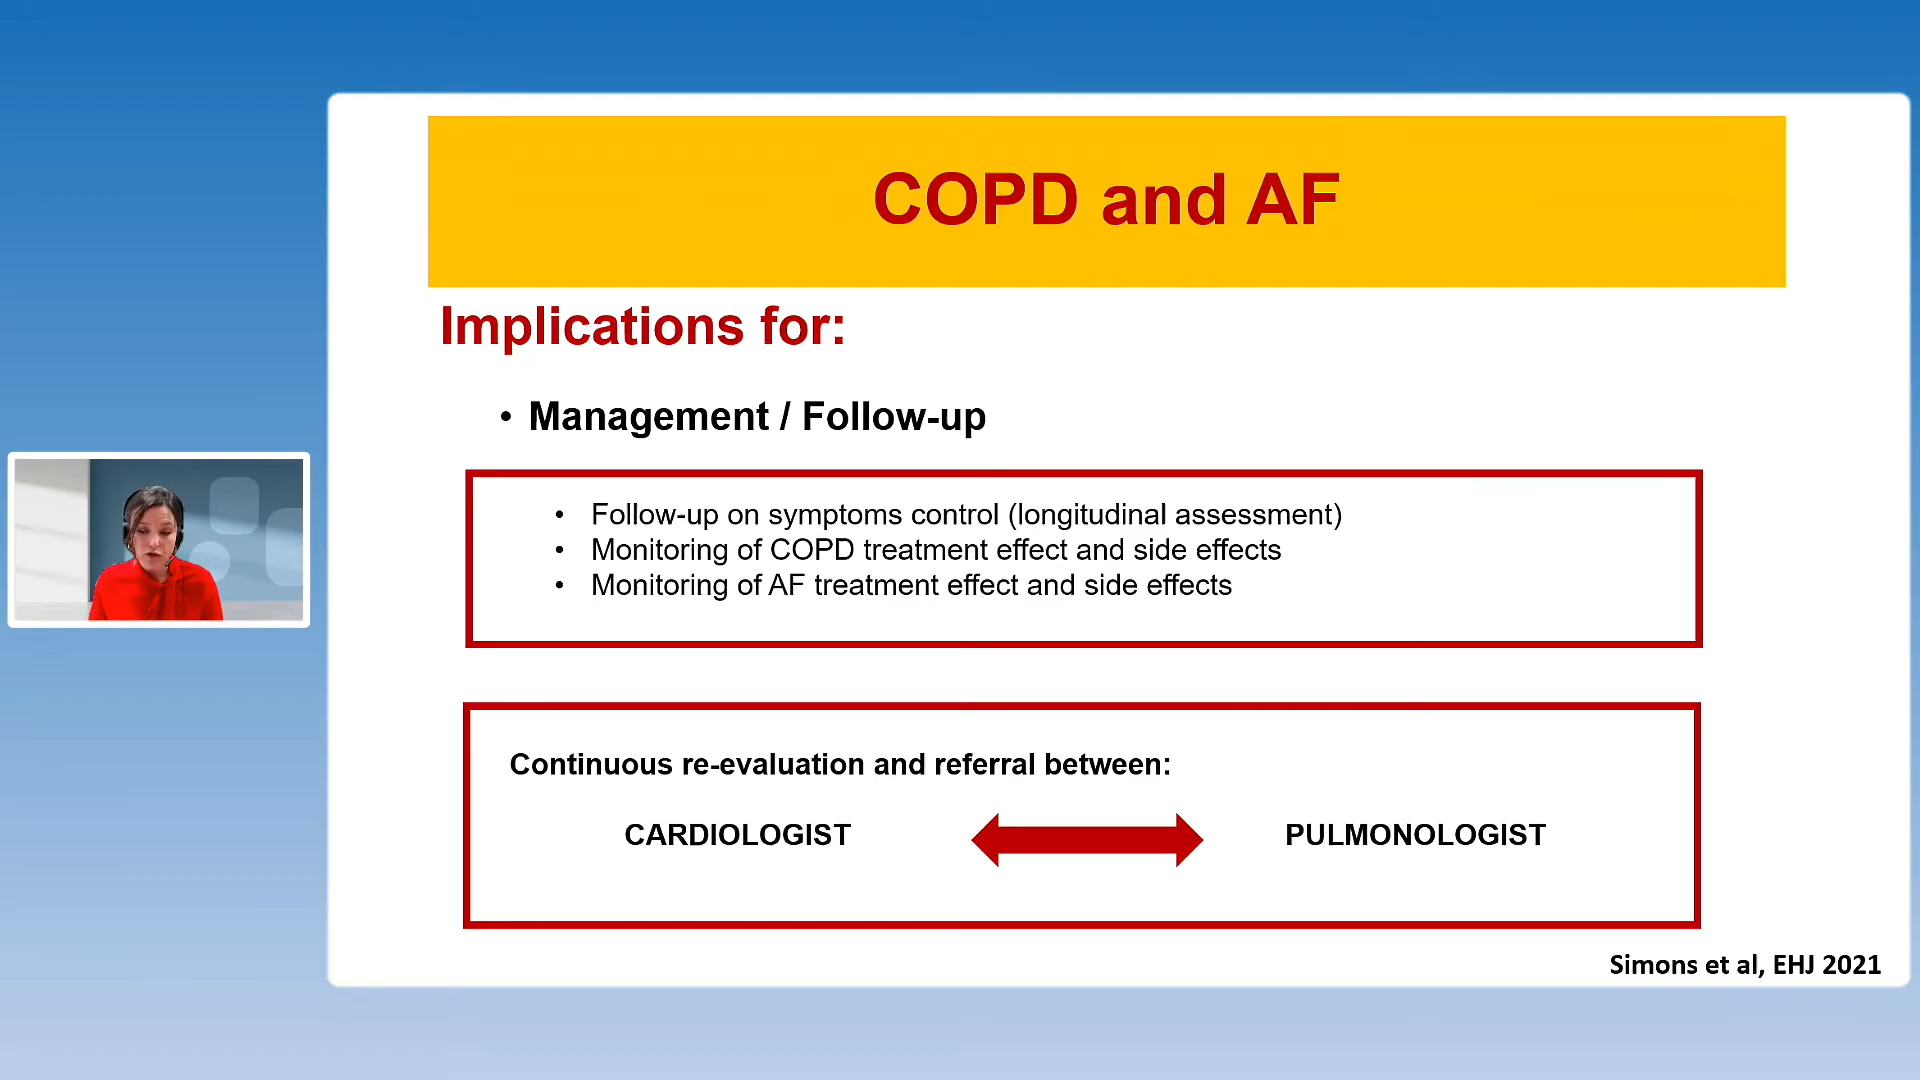 COPD and AF
Implications for:
• Management / Follow-up
• Follow-up on symptoms control (longitudinal assessment)
• Monitoring of COPD treatment effect and side effects
• Monitoring of AF treatment effect and side effects
Continuous re-evaluation and referral between:
CARDIOLOGIST PULMONOLOGIST
Simons et al, EHJ 2021